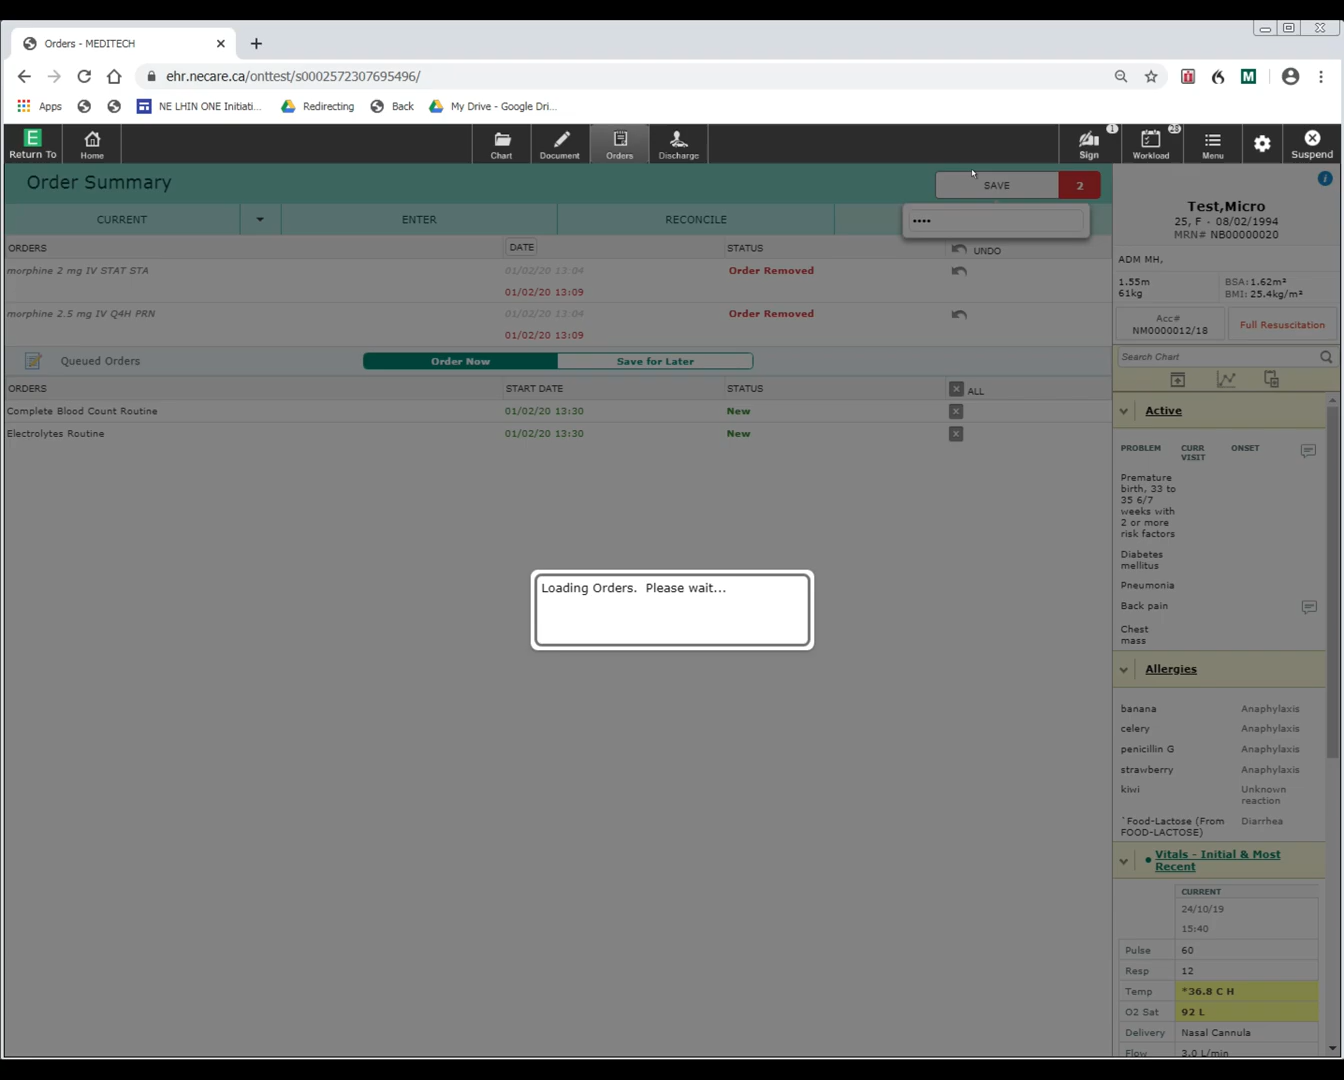 Orders - MEDITECH
ehr.necare.ca/onttest/s0002572307695496/
Apps NE LHIN ONE Initiati... Redirecting Back My Drive - Google Dri...
E Return To Home Chart Document Orders Discharge Sign 1 Workload 28 Menu Suspend
Order Summary SAVE 2
CURRENT ENTER RECONCILE
••••
ORDERS DATE STATUS UNDO
morphine 2 mg IV STAT STA 01/02/20 13:04 Order Removed
01/02/20 13:09
morphine 2.5 mg IV Q4H PRN 01/02/20 13:04 Order Removed
01/02/20 13:09
Queued Orders Order Now Save for Later
ORDERS START DATE STATUS ALL
Complete Blood Count Routine 01/02/20 13:30 New
Electrolytes Routine 01/02/20 13:30 New
Loading Orders. Please wait...
Test,Micro
25, F - 08/02/1994
MRN# NB00000020
ADM MH,
1.55m BSA: 1.62m²
61kg BMI: 25.4kg/m²
Acc#
NM0000012/18 Full Resuscitation
Search Chart
Active
PROBLEM CURR VISIT ONSET
Premature
birth, 33 to
35 6/7
weeks with
2 or more
risk factors
Diabetes
mellitus
Pneumonia
Back pain
Chest
mass
Allergies
banana Anaphylaxis
celery Anaphylaxis
penicillin G Anaphylaxis
strawberry Anaphylaxis
kiwi Unknown reaction
*Food-Lactose (From FOOD-LACTOSE) Diarrhea
Vitals - Initial & Most
Recent
CURRENT
24/10/19
15:40
Pulse 60
Resp 12
Temp *36.8 C H
O2 Sat 92 L
Delivery Nasal Cannula
Flow 3.0 L/min